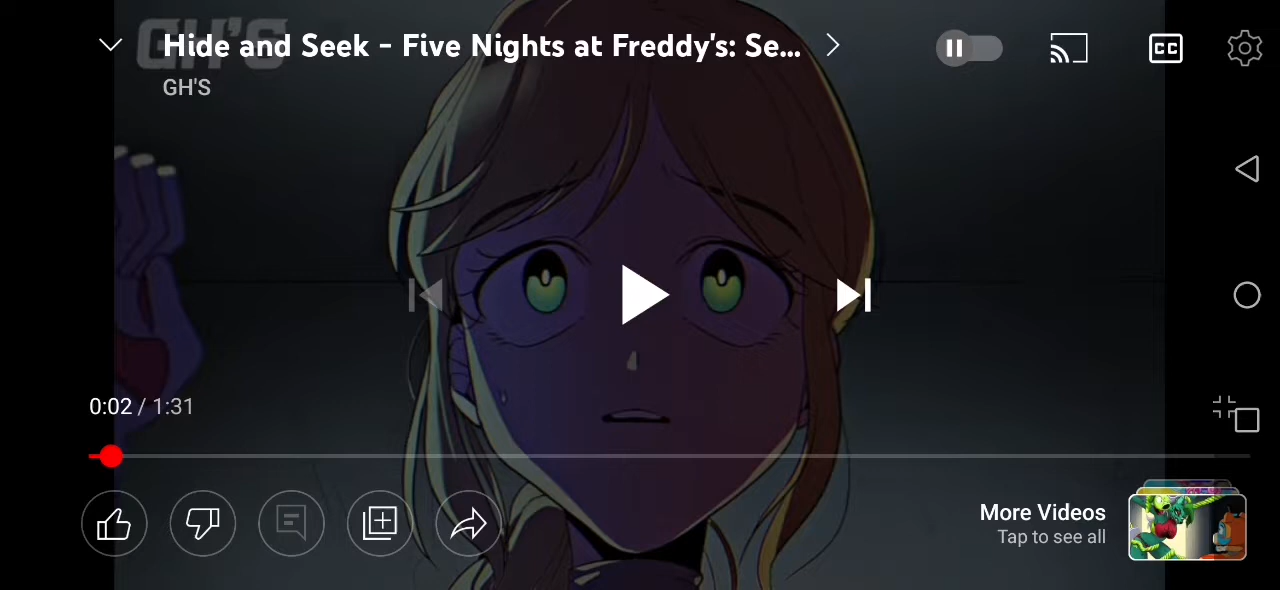 GH'S
Hide and Seek - Five Nights at Freddy's: Se...
GH'S
CC
0:02 / 1:31
More Videos
Tap to see all